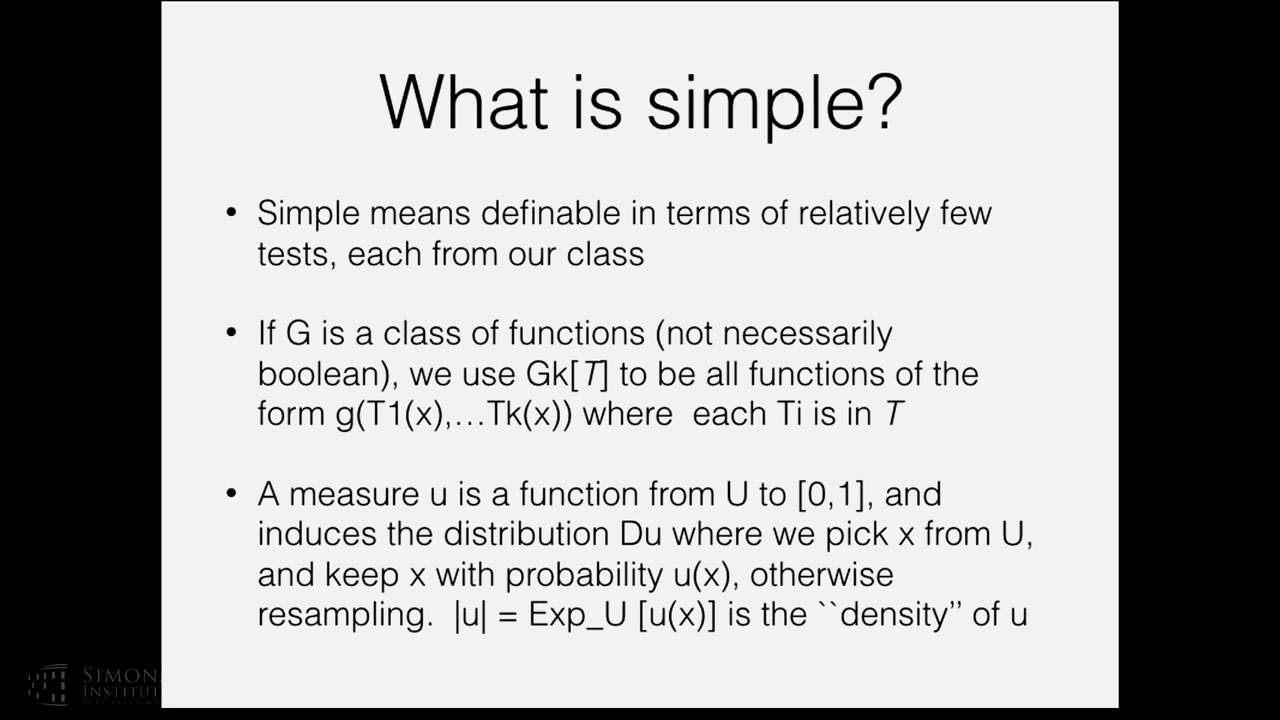 What is simple?
• Simple means definable in terms of relatively few
tests, each from our class
• If G is a class of functions (not necessarily
boolean), we use Gk[T] to be all functions of the
form g(T1(x),…Tk(x)) where  each Ti is in T
• A measure u is a function from U to [0,1], and
induces the distribution Du where we pick x from U,
and keep x with probability u(x), otherwise
resampling.  |u| = Exp_U [u(x)] is the ``density’’ of u
SIMONS
INSTITUT